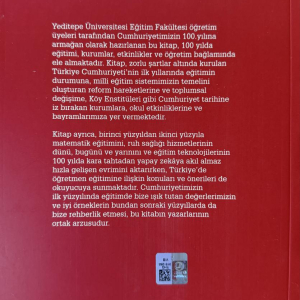 Yeditepe Üniversitesi Eğitim Fakültesi öğretim
üyeleri tarafından Cumhuriyetimizin 100.yılına
armağan olarak hazırlanan bu kitap, 100 yılda
eğitimi, kurumlar, etkinlikler ve öğretim bağlamında
ele almaktadır. Kitap, zorlu şartlar altında kurulan
Türkiye Cumhuriyeti'nin ilk yıllarında eğitimin
durumuna, milli eğitim sistemimizin temelini
oluşturan reform hareketlerine ve toplumsal
değişime, Köy Enstitüleri gibi Cumhuriyet tarihine
iz bırakan kurumlara, okul etkinliklerine ve
bayramlarımıza yer vermektedir.
Kitap ayrıca, birinci yüzyıldan ikinci yüzyıla
matematik eğitimini, ruh sağlığı hizmetlerinin
dünü, bugünü ve yarınını ve eğitim teknolojilerinin
100 yılda kara tahtadan yapay zekâya akıl almaz
hızla gelişen evrimini aktarırken, Türkiye'de
öğretmen eğitimine ilişkin konuları ve önerileri de
okuyucuya sunmaktadır. Cumhuriyetimizin
ilk yüzyılında eğitimde bize ışık tutan değerlerimizin
ve iyi örneklerin bundan sonraki yüzyıllarda da
bize rehberlik etmesi, bu kitabın yazarlarının
ortak arzusudur.